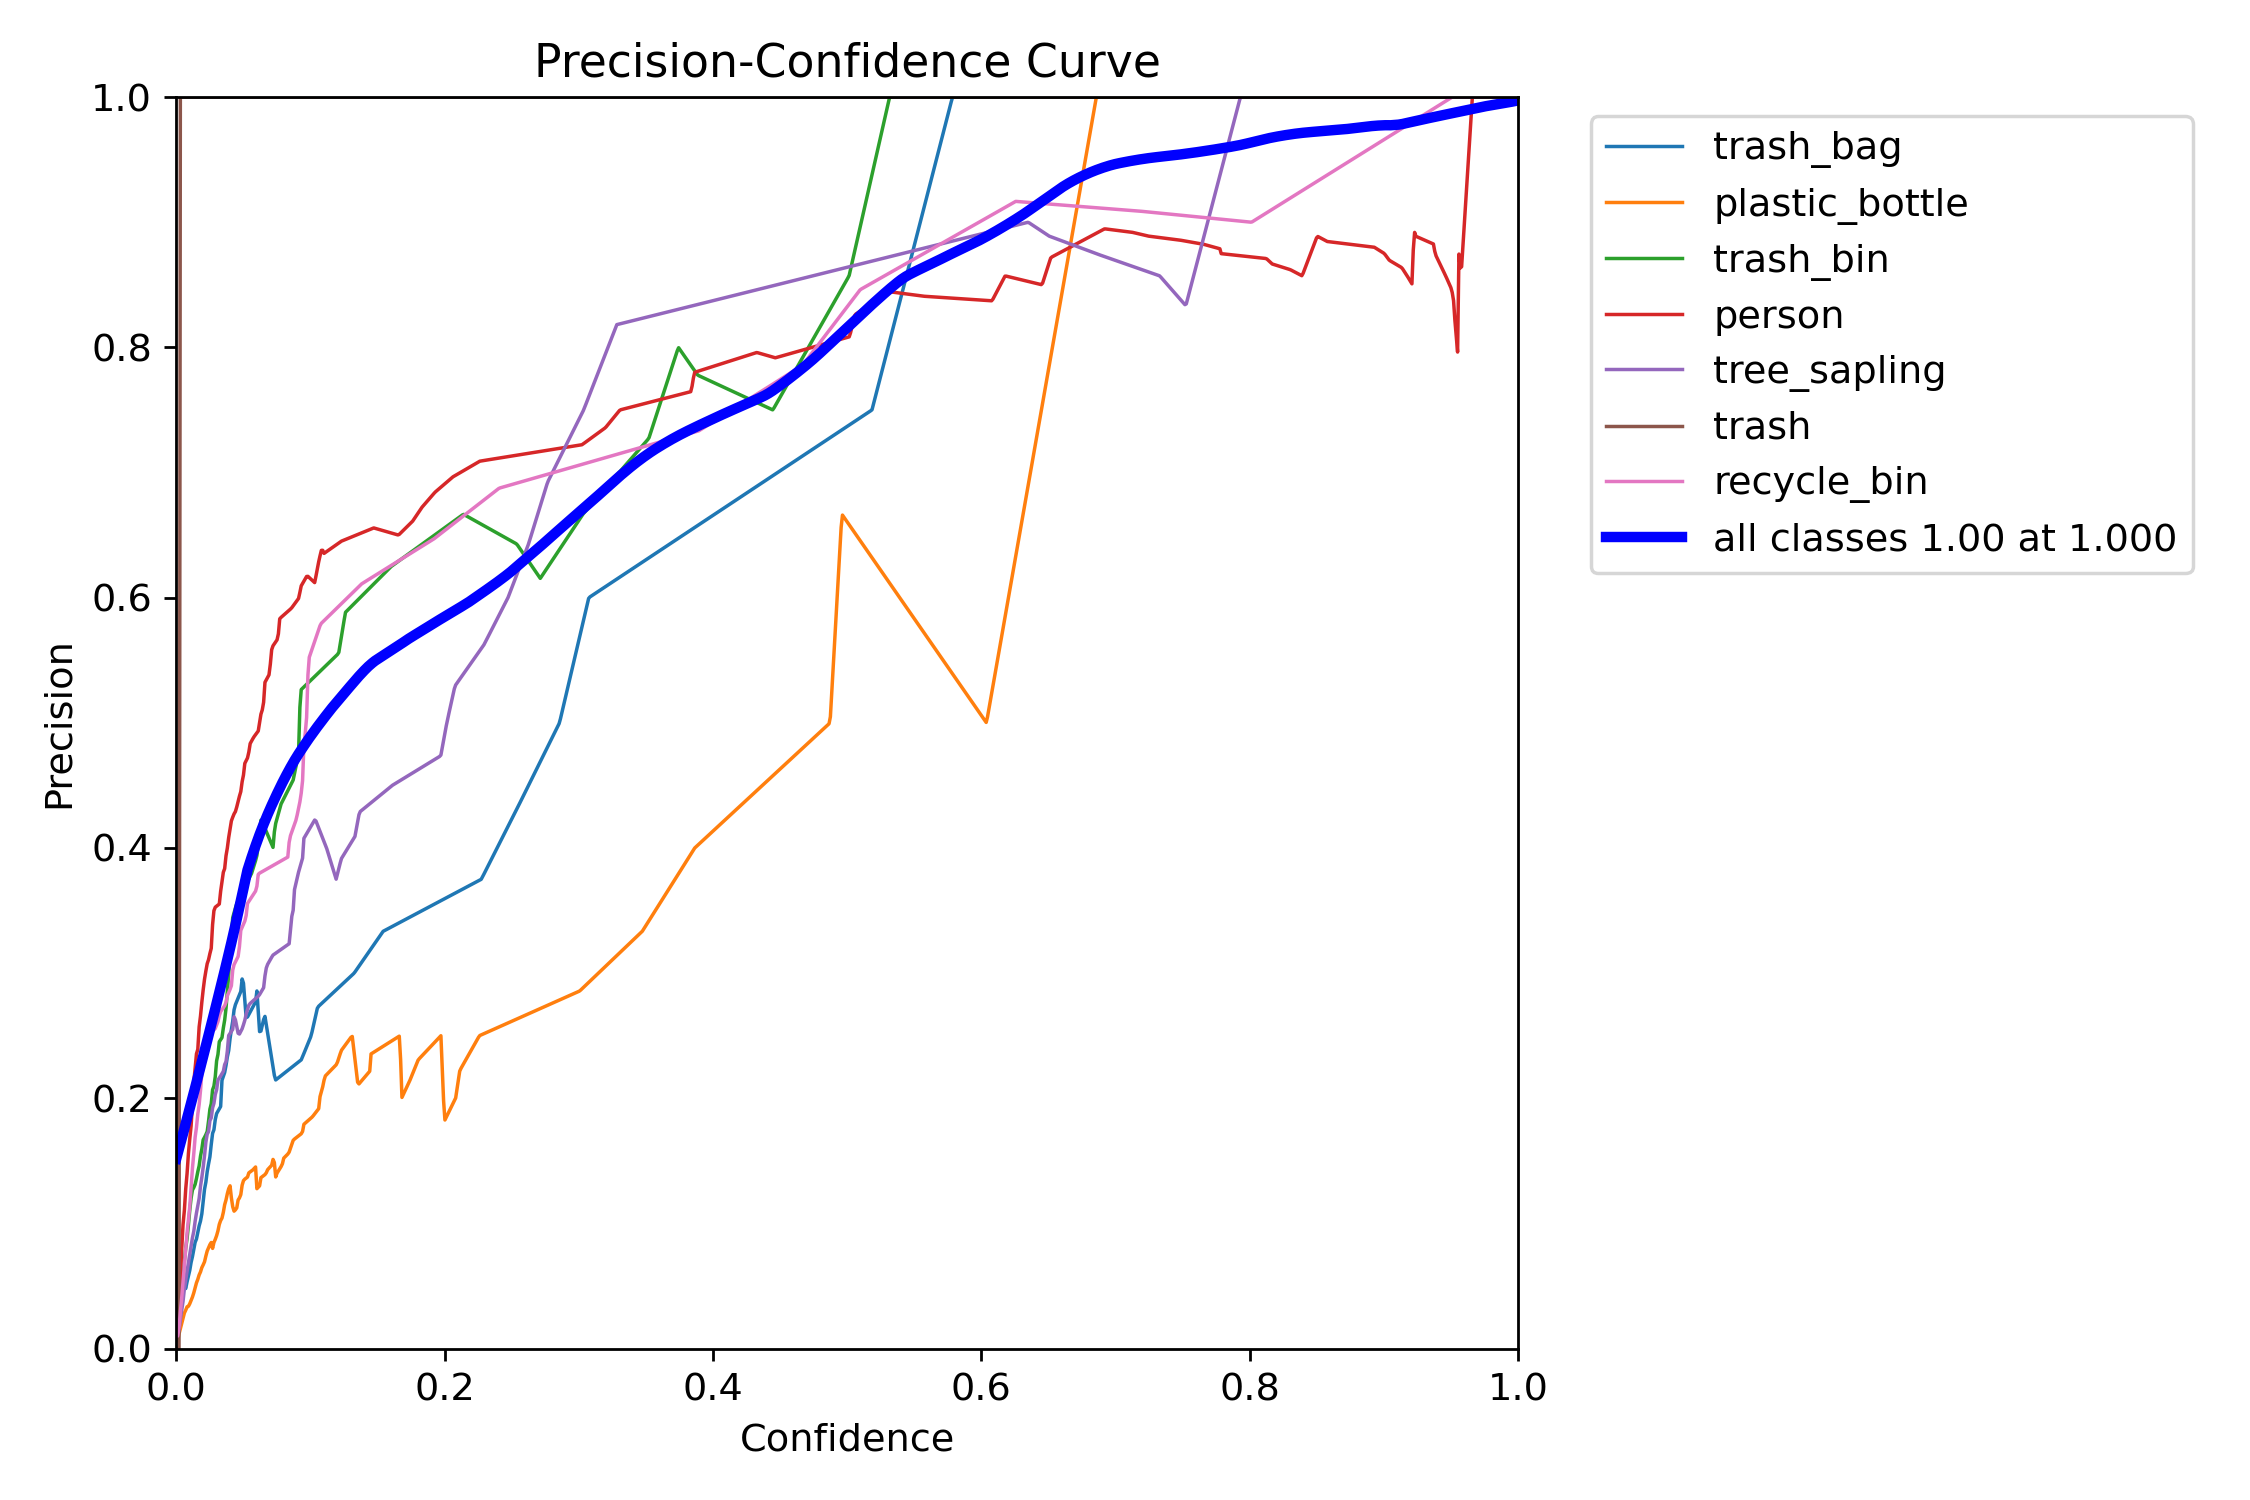 Precision-Confidence Curve
1.0
0.8
0.6
0.4
0.2
0.0
Precision
0.0 0.2 0.4 0.6 0.8 1.0
Confidence
trash_bag
plastic_bottle
trash_bin
person
tree_sapling
trash
recycle_bin
all classes 1.00 at 1.000